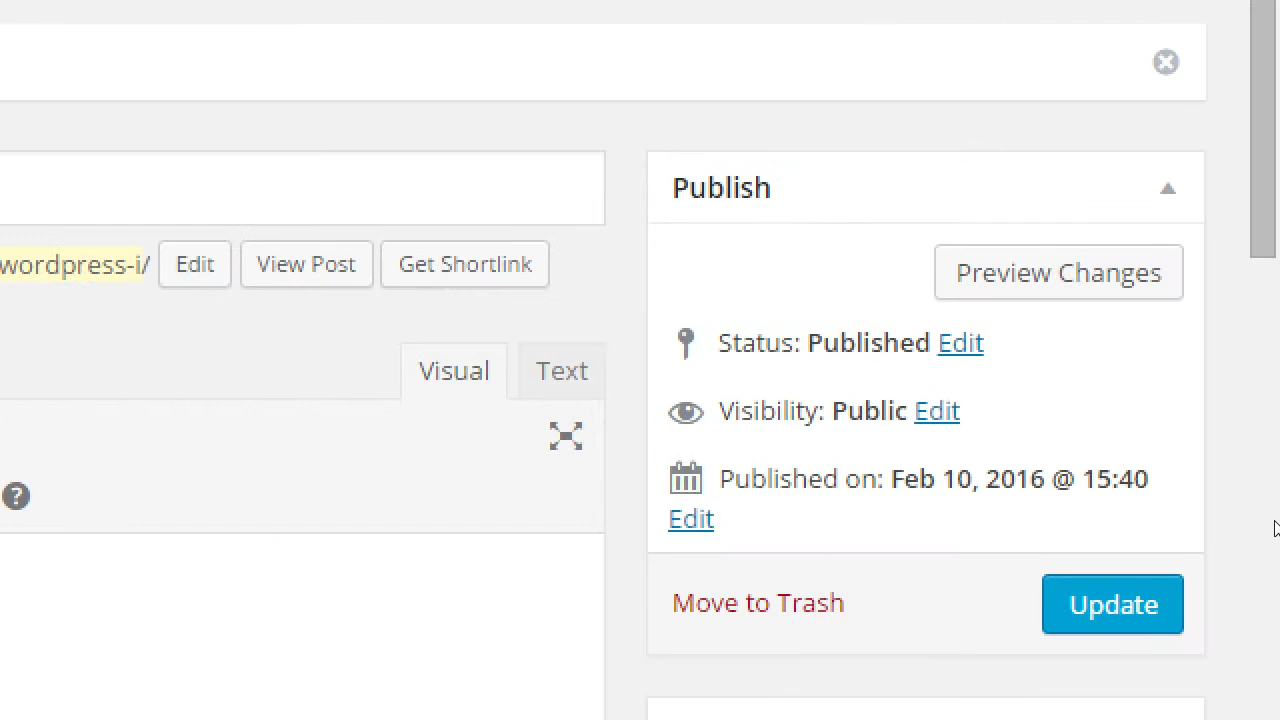 Publish
wordpress-i/ Edit View Post Get Shortlink
Preview Changes
Status: Published Edit
Visual Text
Visibility: Public Edit
Published on: Feb 10, 2016 @ 15:40
Edit
Move to Trash Update